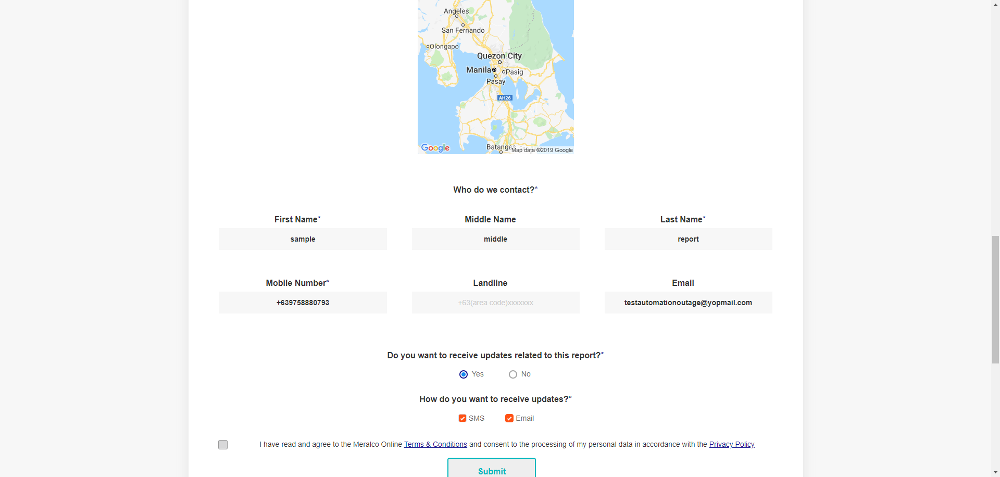 Angeles
San Fernando
Olongapo
Quezon City
Manila
Pasig
Pasay
AH26
Batangas
Google
Map data ©2019 Google
Who do we contact?*
First Name* Middle Name Last Name*
sample middle report
Mobile Number* Landline Email
+639758880793 +63(area code)xxxxxxx testautomationoutage@yopmail.com
Do you want to receive updates related to this report?*
Yes No
How do you want to receive updates?*
SMS Email
I have read and agree to the Meralco Online Terms & Conditions and consent to the processing of my personal data in accordance with the Privacy Policy
Submit